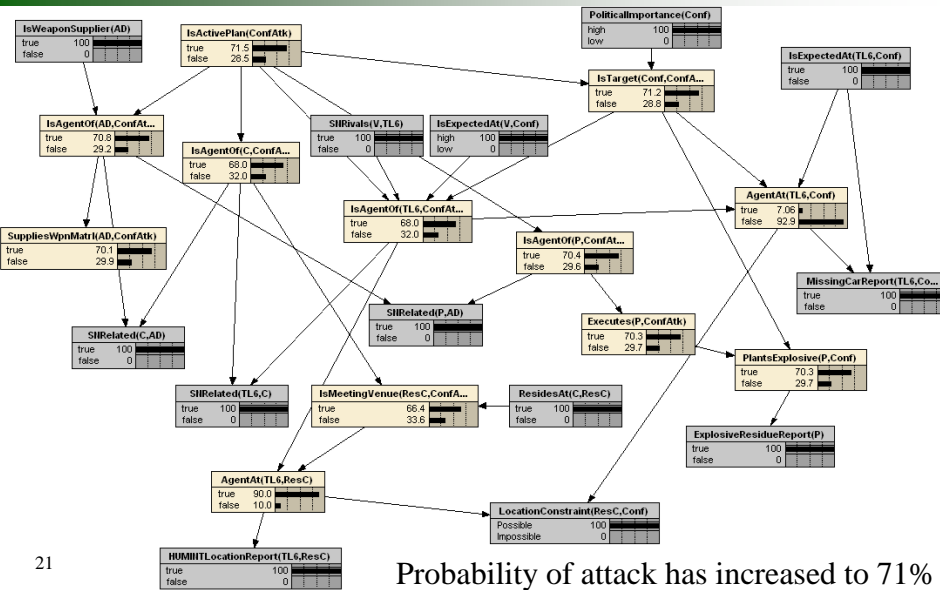 IsWeaponSupplier(AD)
true 100
false 0
IsActivePlan(ConfAtk)
true 71.5
false 28.5
PoliticalImportance(Conf)
high 100
low 0
IsExpectedAt(TL6,Conf)
true 100
false 0
IsTarget(Conf,ConfA...
true 71.2
false 28.8
IsAgentOf(AD,ConfAt...
true 70.8
false 29.2
IsAgentOf(C,ConfA...
true 68.0
false 32.0
SNRivals(V,TL6)
true 100
false 0
IsExpectedAt(V,Conf)
high 100
low 0
AgentAt(TL6,Conf)
true 7.06
false 92.9
IsAgentOf(TL6,ConfAt...
true 68.0
false 32.0
SuppliesWpnMatrl(AD,ConfAtk)
true 70.1
false 29.9
IsAgentOf(P,ConfAt...
true 70.4
false 29.6
MissingCarReport(TL6,Co...
true 100
false 0
SNRelated(C,AD)
true 100
false 0
SNRelated(P,AD)
true 100
false 0
Executes(P,ConfAtk)
true 70.3
false 29.7
PlantsExplosive(P,Conf)
true 70.3
false 29.7
SNRelated(TL6,C)
true 100
false 0
IsMeetingVenue(ResC,ConfA...
true 66.4
false 33.6
ResidesAt(C,ResC)
true 100
false 0
ExplosiveResidueReport(P)
true 100
false 0
AgentAt(TL6,ResC)
true 90.0
false 10.0
LocationConstraint(ResC,Conf)
Possible 100
Impossible 0
HUMINTLocationReport(TL6,ResC)
true 100
false 0
21
Probability of attack has increased to 71%